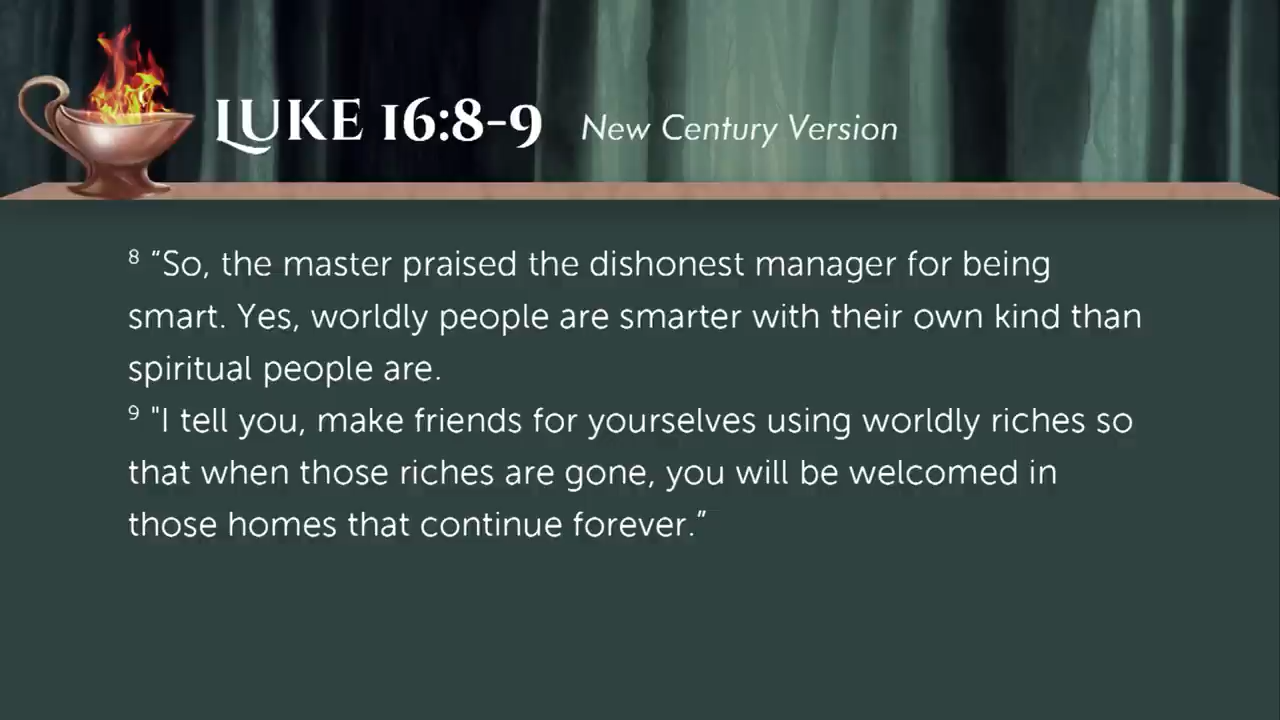 LUKE 16:8-9 New Century Version
8 “So, the master praised the dishonest manager for being
smart. Yes, worldly people are smarter with their own kind than
spiritual people are.
9 "I tell you, make friends for yourselves using worldly riches so
that when those riches are gone, you will be welcomed in
those homes that continue forever.”